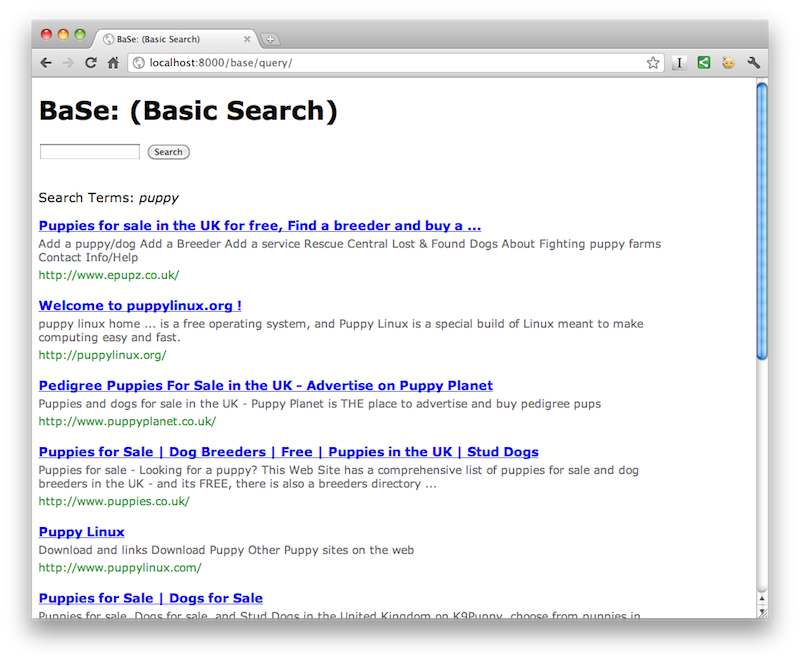 BaSe: (Basic Search)
localhost:8000/base/query/
BaSe: (Basic Search)
Search
Search Terms: puppy
Puppies for sale in the UK for free, Find a breeder and buy a ...
Add a puppy/dog Add a Breeder Add a service Rescue Central Lost & Found Dogs About Fighting puppy farms
Contact Info/Help
http://www.epupz.co.uk/
Welcome to puppylinux.org !
puppy linux home ... is a free operating system, and Puppy Linux is a special build of Linux meant to make
computing easy and fast.
http://puppylinux.org/
Pedigree Puppies For Sale in the UK - Advertise on Puppy Planet
Puppies and dogs for sale in the UK - Puppy Planet is THE place to advertise and buy pedigree pups
http://www.puppyplanet.co.uk/
Puppies for Sale | Dog Breeders | Free | Puppies in the UK | Stud Dogs
Puppies for sale - Looking for a puppy? This Web Site has a comprehensive list of puppies for sale and dog
breeders in the UK - and its FREE, there is also a breeders directory ...
http://www.puppies.co.uk/
Puppy Linux
Download and links Download Puppy Other Puppy sites on the web
http://www.puppylinux.com/
Puppies for Sale | Dogs for Sale
Puppies for sale, Dogs for sale, and Stud Dogs in the United Kingdom on K9Puppy, choose from puppies in